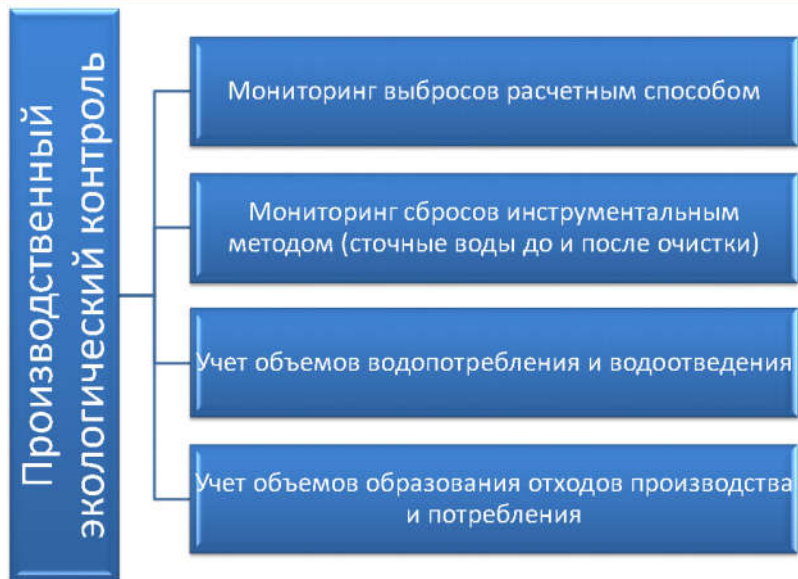 Производственный
экологический контроль
Мониторинг выбросов расчетным способом
Мониторинг сбросов инструментальным
методом (сточные воды до и после очистки)
Учет объемов водопотребления и водоотведения
Учет объемов образования отходов производства
и потребления